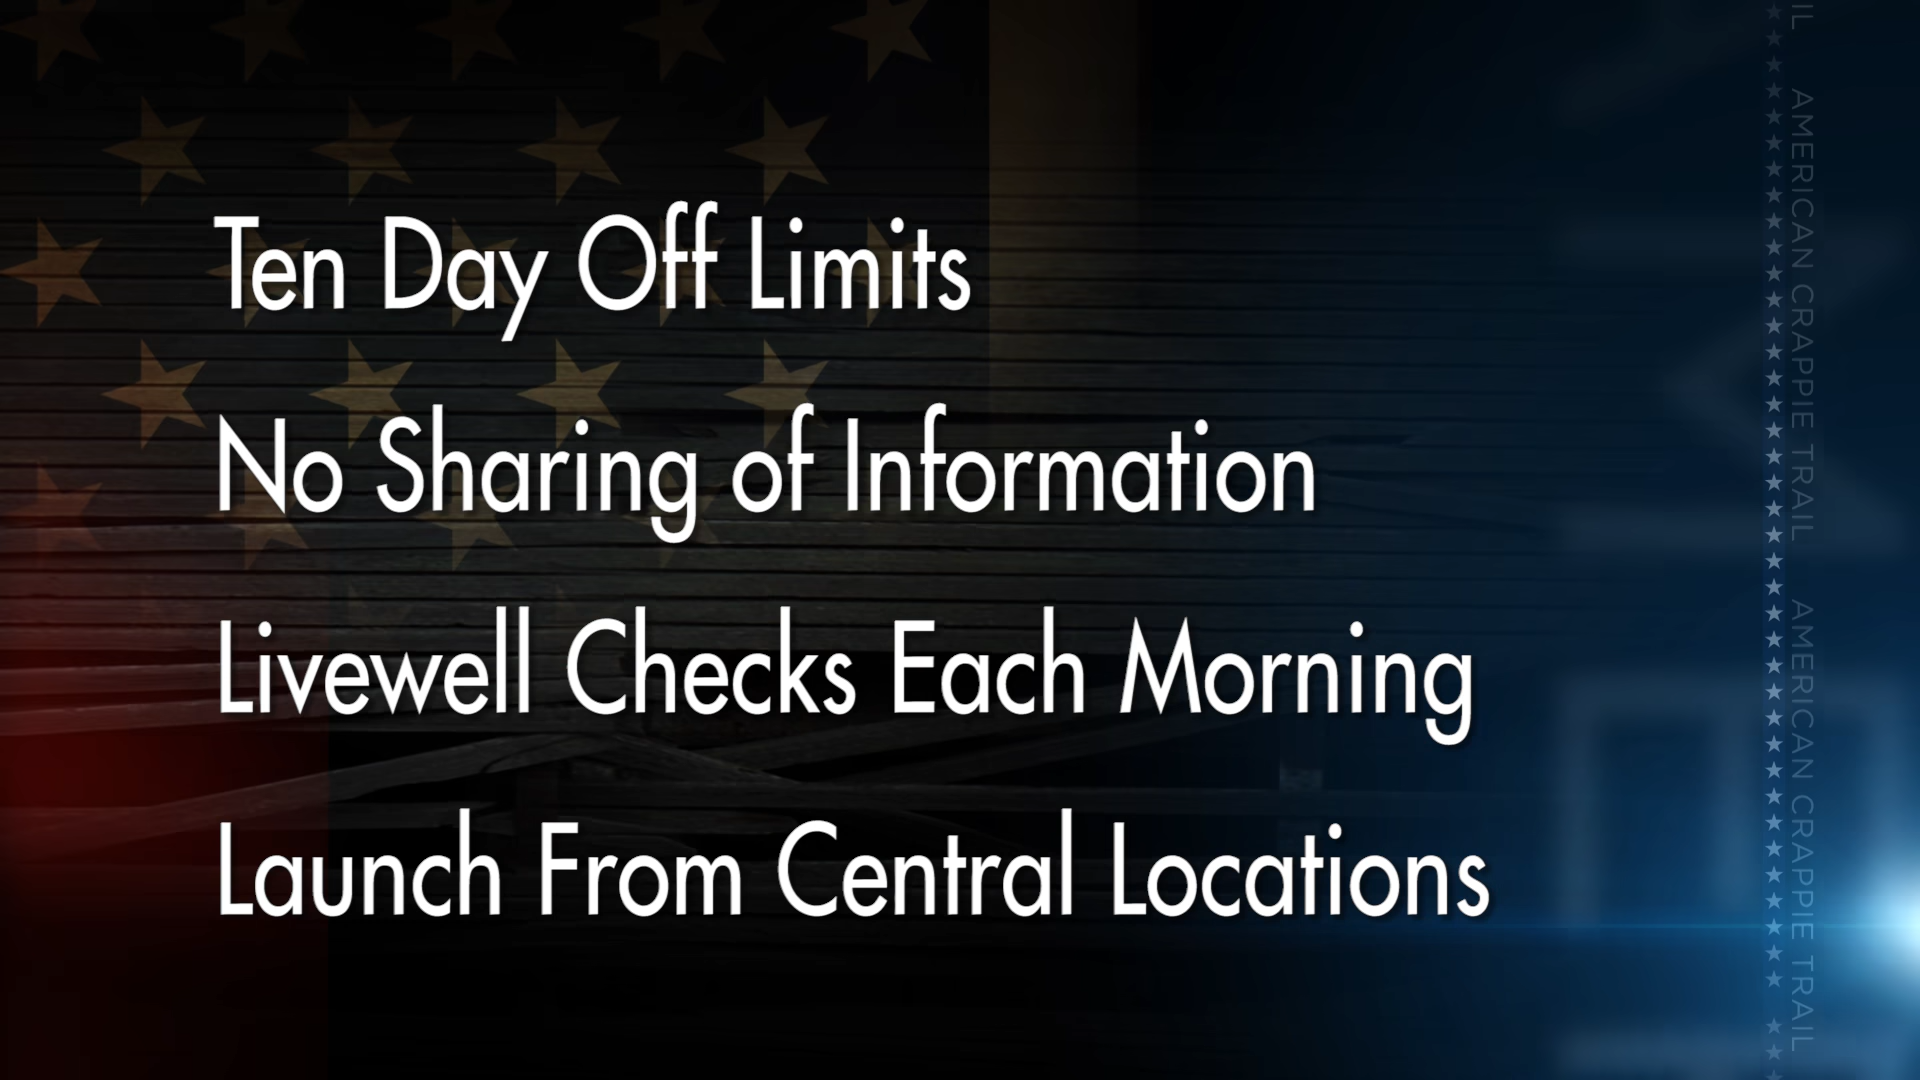 Ten Day Off Limits
No Sharing of Information
Livewell Checks Each Morning
Launch From Central Locations
IL
AMERICAN CRAPPIE TRAIL
AMERICAN CRAPPIE TRAIL